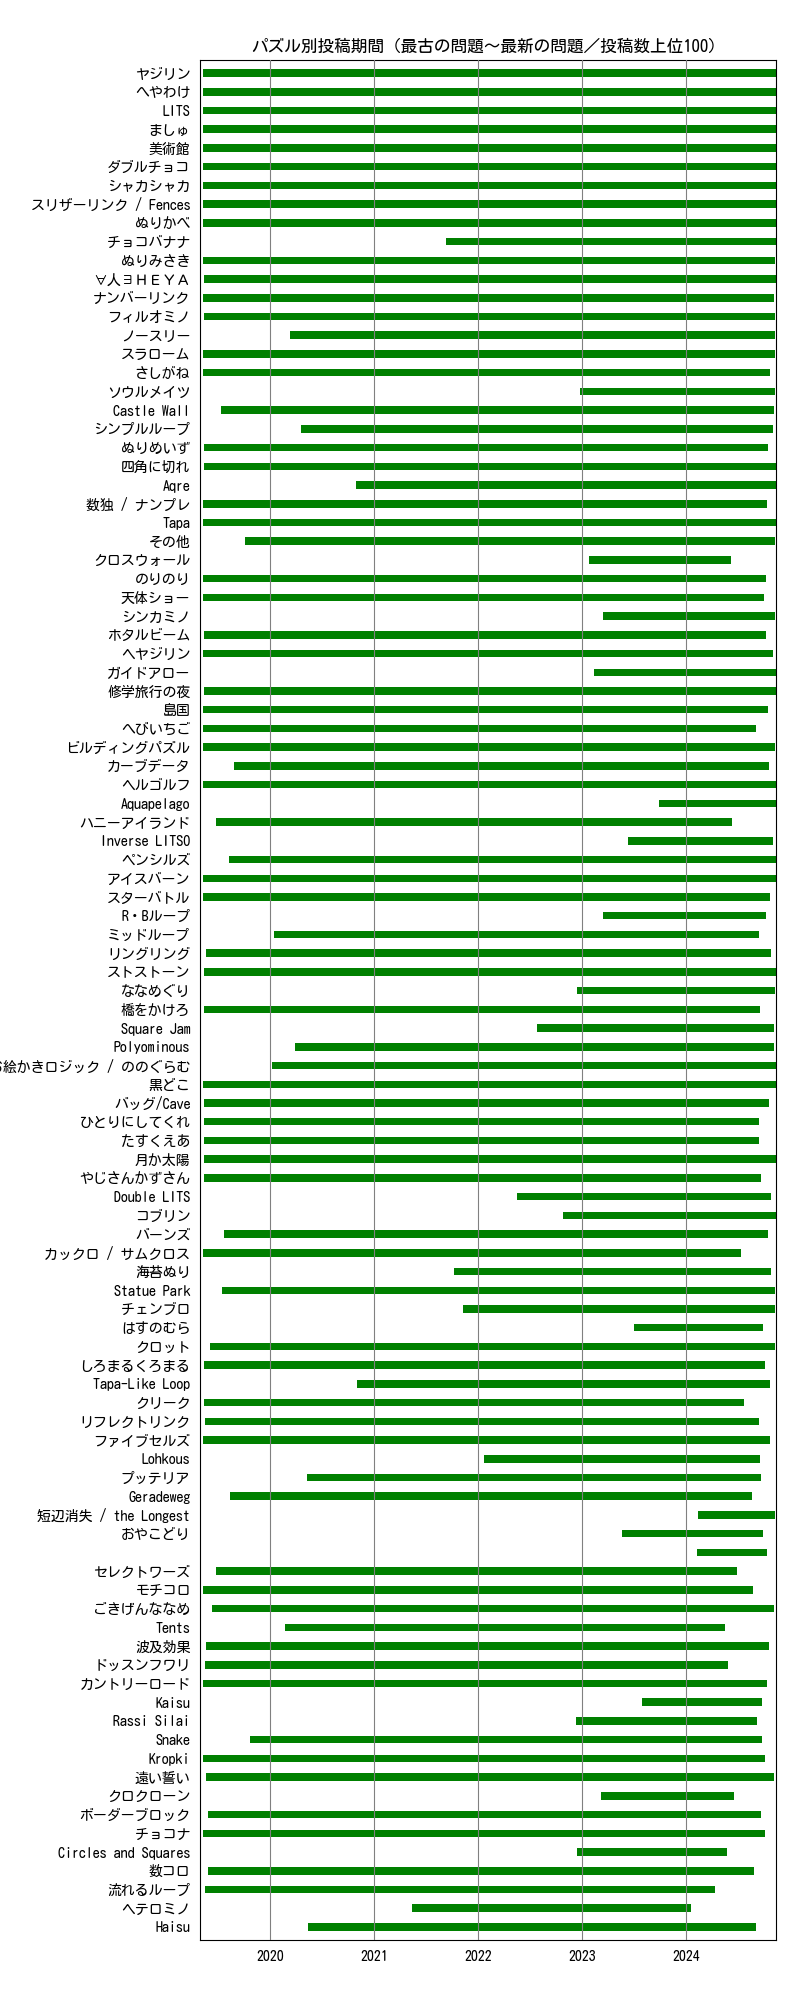 パズル別投稿期間（最古の問題～最新の問題／投稿数上位100）
ヤジリン
へやわけ
LITS
ましゅ
美術館
ダブルチョコ
シャカシャカ
スリザーリンク / Fences
ぬりかべ
チョコバナナ
ぬりみさき
∀人∃ＨＥＹＡ
ナンバーリンク
フィルオミノ
ノースリー
スラローム
さしがね
ソウルメイツ
Castle Wall
シンプルループ
ぬりめいず
四角に切れ
Aqre
数独 / ナンプレ
Tapa
その他
クロスウォール
のりのり
天体ショー
シンカミノ
ホタルビーム
ヘヤジリン
ガイドアロー
修学旅行の夜
島国
へびいちご
ビルディングパズル
カーブデータ
ヘルゴルフ
Aquapelago
ハニーアイランド
Inverse LITSO
ペンシルズ
アイスバーン
スターバトル
R・Bループ
ミッドループ
リングリング
ストストーン
ななめぐり
橋をかけろ
Square Jam
Polyominous
絵かきロジック / ののぐらむ
黒どこ
バッグ/Cave
ひとりにしてくれ
たすくえあ
月か太陽
やじさんかずさん
Double LITS
コブリン
バーンズ
カックロ / サムクロス
海苔ぬり
Statue Park
チェンブロ
はすのむら
クロット
しろまるくろまる
Tapa-Like Loop
クリーク
リフレクトリンク
ファイブセルズ
Lohkous
プッテリア
Geradeweg
短辺消失 / the Longest
おやこどり
セレクトワーズ
モチコロ
ごきげんななめ
Tents
波及効果
ドッスンフワリ
カントリーロード
Kaisu
Rassi Silai
Snake
Kropki
遠い誓い
クロクローン
ボーダーブロック
チョコナ
Circles and Squares
数コロ
流れるループ
ヘテロミノ
Haisu
2020 2021 2022 2023 2024